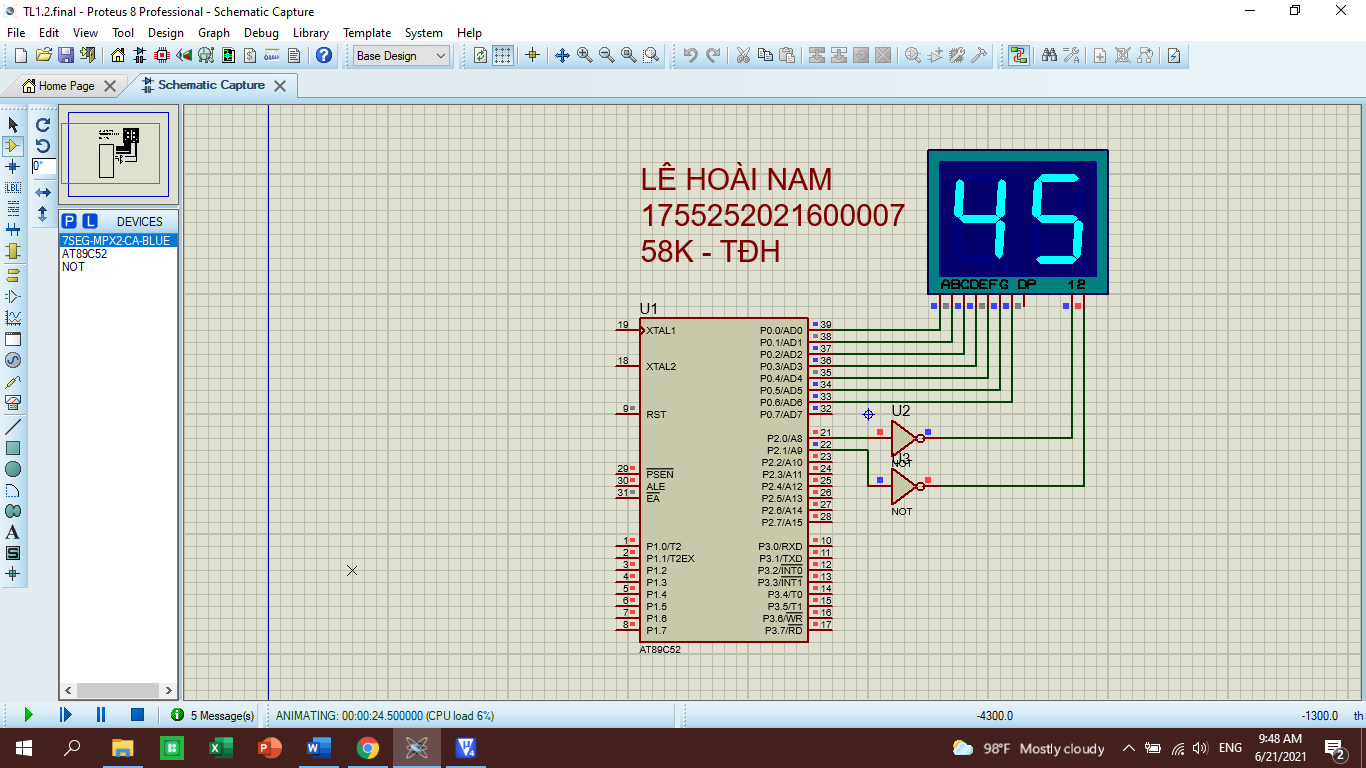 TL1.2.final - Proteus 8 Professional - Schematic Capture
File Edit View Tool Design Graph Debug Library Template System Help
Base Design
Home Page
Schematic Capture
0°
LBL
P L DEVICES
7SEG-MPX2-CA-BLUE
AT89C52
NOT
LÊ HOÀI NAM
1755252021600007
58K - TĐH
45
ABCDEFG DP 12
U1
19 XTAL1
18 XTAL2
9 RST
29 PSEN
30 ALE
31 EA
1 P1.0/T2
2 P1.1/T2EX
3 P1.2
4 P1.3
5 P1.4
6 P1.5
7 P1.6
8 P1.7
P0.0/AD0 39
P0.1/AD1 38
P0.2/AD2 37
P0.3/AD3 36
P0.4/AD4 35
P0.5/AD5 34
P0.6/AD6 33
P0.7/AD7 32
P2.0/A8 21
P2.1/A9 22
P2.2/A10 23
P2.3/A11 24
P2.4/A12 25
P2.5/A13 26
P2.6/A14 27
P2.7/A15 28
P3.0/RXD 10
P3.1/TXD 11
P3.2/INT0 12
P3.3/INT1 13
P3.4/T0 14
P3.5/T1 15
P3.6/WR 16
P3.7/RD 17
AT89C52
U2
NOT
U3
NOT
5 Message(s)
ANIMATING: 00:00:24.500000 (CPU load 6%)
-4300.0
-1300.0 th
98°F Mostly cloudy
ENG
9:48 AM
6/21/2021
2